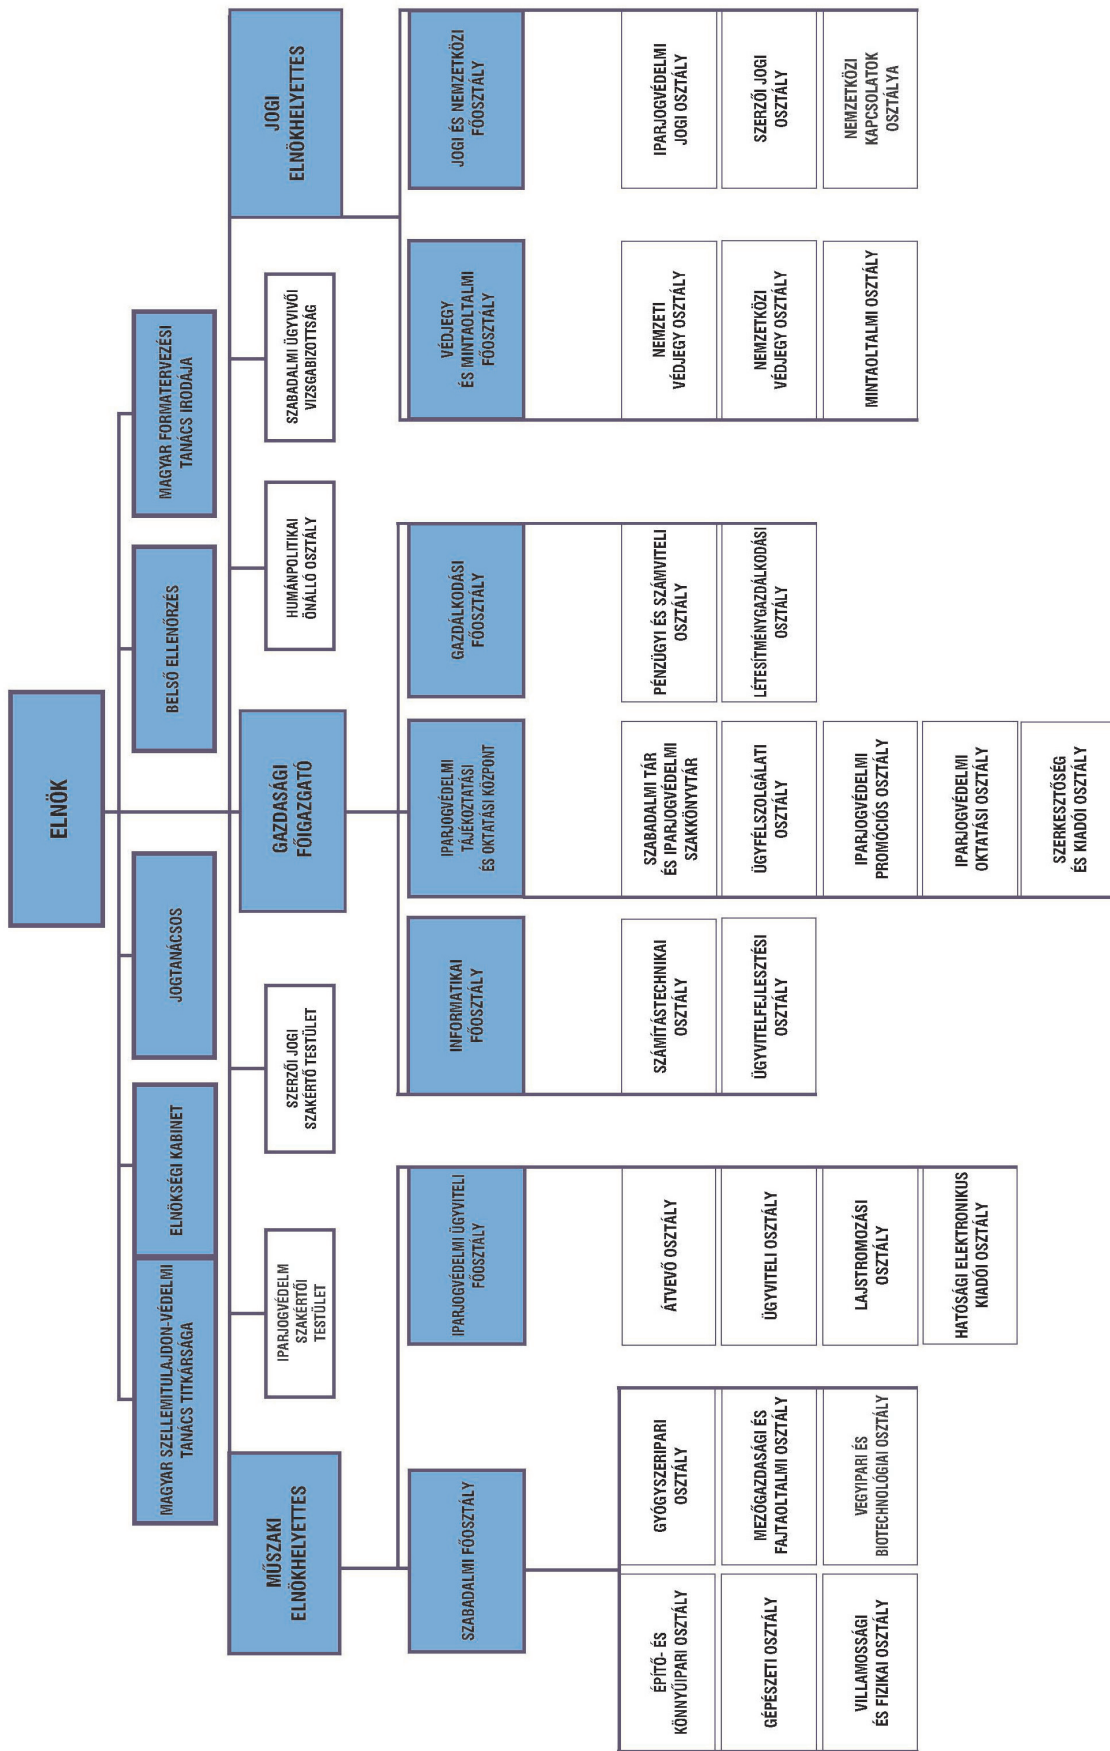 ELNÖK
MAGYAR SZELLEMITULAJDON-VÉDELMI
TANÁCS TITKÁRSÁGA
ELNÖKSÉGI KABINET
JOGTANÁCSOS
BELSŐ ELLENŐRZÉS
MAGYAR FORMATERVEZÉSI
TANÁCS IRODÁJA
MŰSZAKI
ELNÖKHELYETTES
IPARJOGVÉDELM
SZAKÉRTŐI
TESTÜLET
SZERZŐI JOGI
SZAKÉRTŐ TESTÜLET
GAZDASÁGI
FŐIGAZGATÓ
HUMÁNPOLITIKAI
ÖNÁLLÓ OSZTÁLY
SZABADALMI ÜGYVIVŐI
VIZSGABIZOTTSÁG
JOGI
ELNÖKHELYETTES
SZABADALMI FŐOSZTÁLY
IPARJOGVÉDELMI ÜGYVITELI
FŐOSZTÁLY
INFORMATIKAI
FŐOSZTÁLY
IPARJOGVÉDELMI
TÁJÉKOZTATÁSI
ÉS OKTATÁSI KÖZPONT
GAZDÁLKODÁSI
FŐOSZTÁLY
VÉDJEGY
ÉS MINTAOLTALMI
FŐOSZTÁLY
JOGI ÉS NEMZETKÖZI
FŐOSZTÁLY
ÉPÍTŐ- ÉS
KÖNNYŰIPARI OSZTÁLY
GYÓGYSZERIPARI
OSZTÁLY
ÁTVEVŐ OSZTÁLY
SZÁMÍTÁSTECHNIKAI
OSZTÁLY
SZABADALMI TÁR
ÉS IPARJOGVÉDELMI
SZAKKÖNYVTÁR
PÉNZÜGYI ÉS SZÁMVITELI
OSZTÁLY
NEMZETI
VÉDJEGY OSZTÁLY
IPARJOGVÉDELMI
JOGI OSZTÁLY
GÉPÉSZETI OSZTÁLY
MEZŐGAZDASÁGI ÉS
FAJTAOLTALMI OSZTÁLY
ÜGYVITELI OSZTÁLY
ÜGYVITELFEJLESZTÉSI
OSZTÁLY
ÜGYFÉLSZOLGÁLATI
OSZTÁLY
LÉTESÍTMÉNYGAZDÁLKODÁSI
OSZTÁLY
NEMZETKÖZI
VÉDJEGY OSZTÁLY
SZERZŐI JOGI
OSZTÁLY
VILLAMOSSÁGI
ÉS FIZIKAI OSZTÁLY
VEGYIPARI ÉS
BIOTECHNOLÓGIAI OSZTÁLY
LAJSTROMOZÁSI
OSZTÁLY
IPARJOGVÉDELMI
PROMÓCIÓS OSZTÁLY
MINTAOLTALMI OSZTÁLY
NEMZETKÖZI
KAPCSOLATOK
OSZTÁLYA
HATÓSÁGI ELEKTRONIKUS
KIADÓI OSZTÁLY
IPARJOGVÉDELMI
OKTATÁSI OSZTÁLY
SZERKESZTŐSÉG
ÉS KIADÓI OSZTÁLY